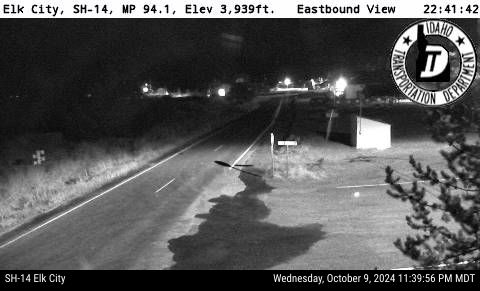 Elk City, SH-14, MP 94.1, Elev 3,939ft. Eastbound View 22:41:42
IDAHO
TRANSPORTATION DEPARTMENT
SH-14 Elk City Wednesday, October 9, 2024 11:39:56 PM MDT